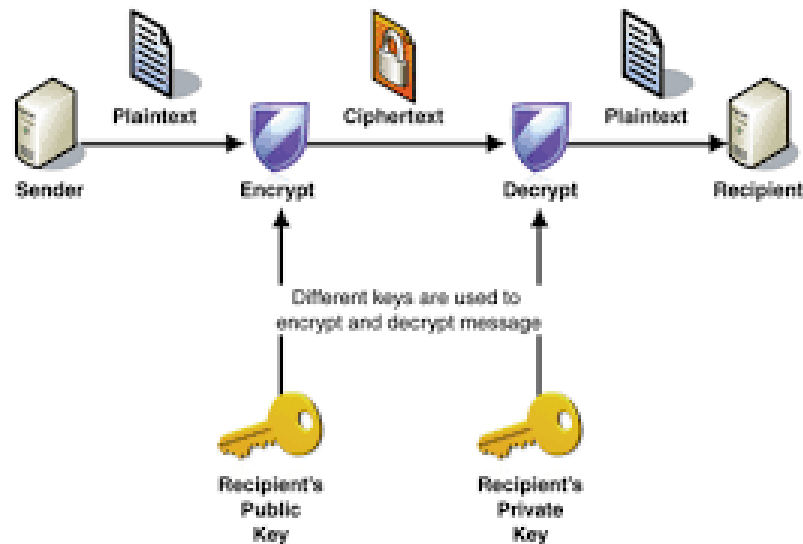 Plaintext
Ciphertext
Plaintext
Sender
Encrypt
Decrypt
Recipient
Different keys are used to
encrypt and decrypt message
Recipient's
Public
Key
Recipient's
Private
Key